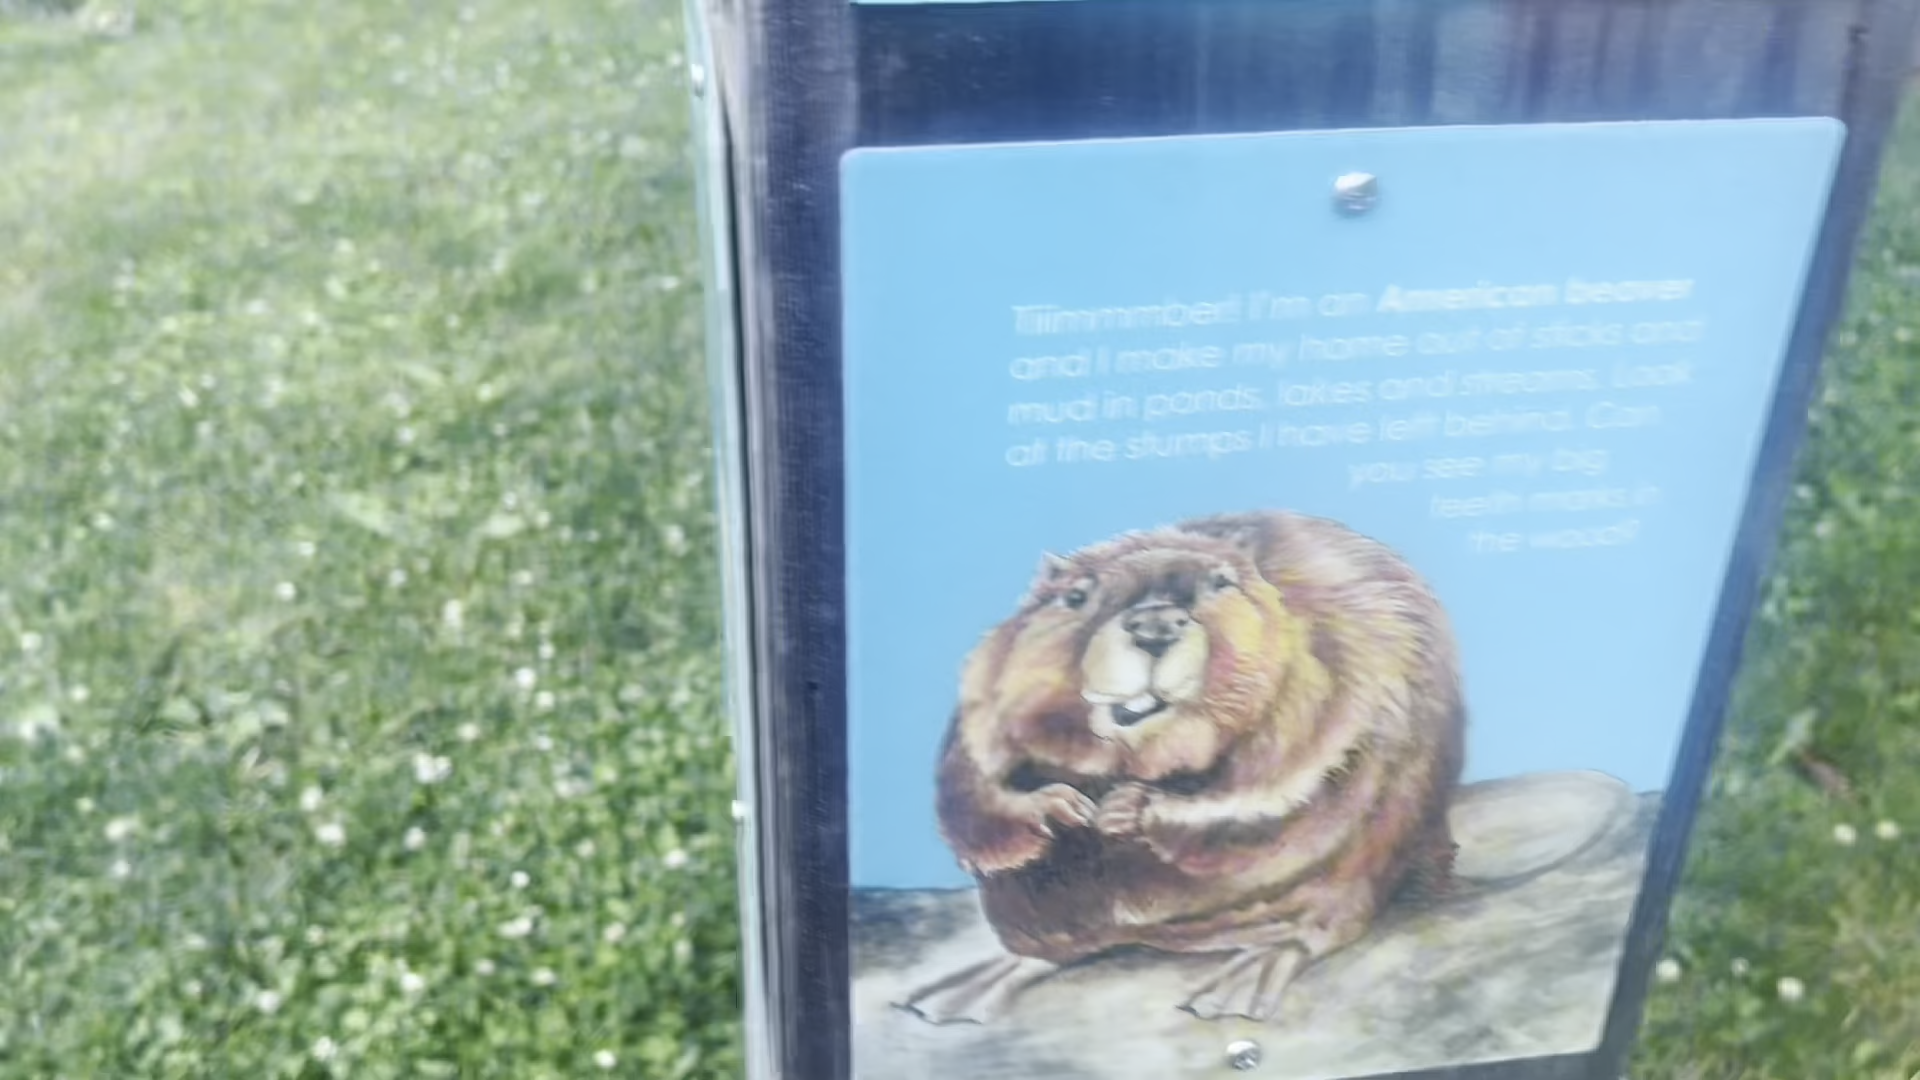 Tiiimmmber! I'm an American beaver
and I make my home out of sticks and
mud in ponds, lakes and streams. Look
at the stumps I have left behind. Can
you see my big
teeth marks in
the wood?